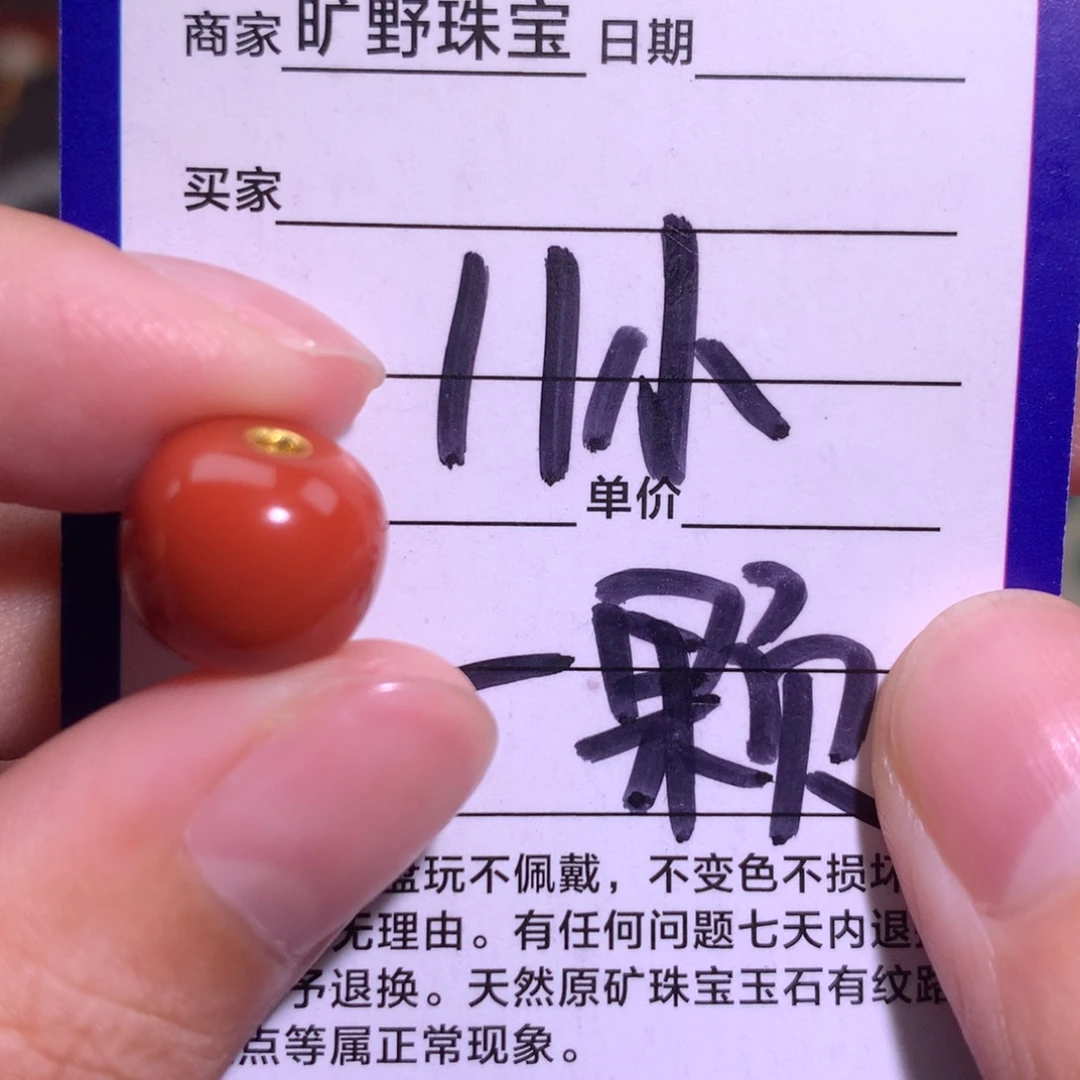 商家 旷野珠宝 日期
买家
11小
单价
一颗
盘玩不佩戴，不变色不损坏
无理由。有任何问题七天内退
予退换。天然原矿珠宝玉石有纹路
点等属正常现象。